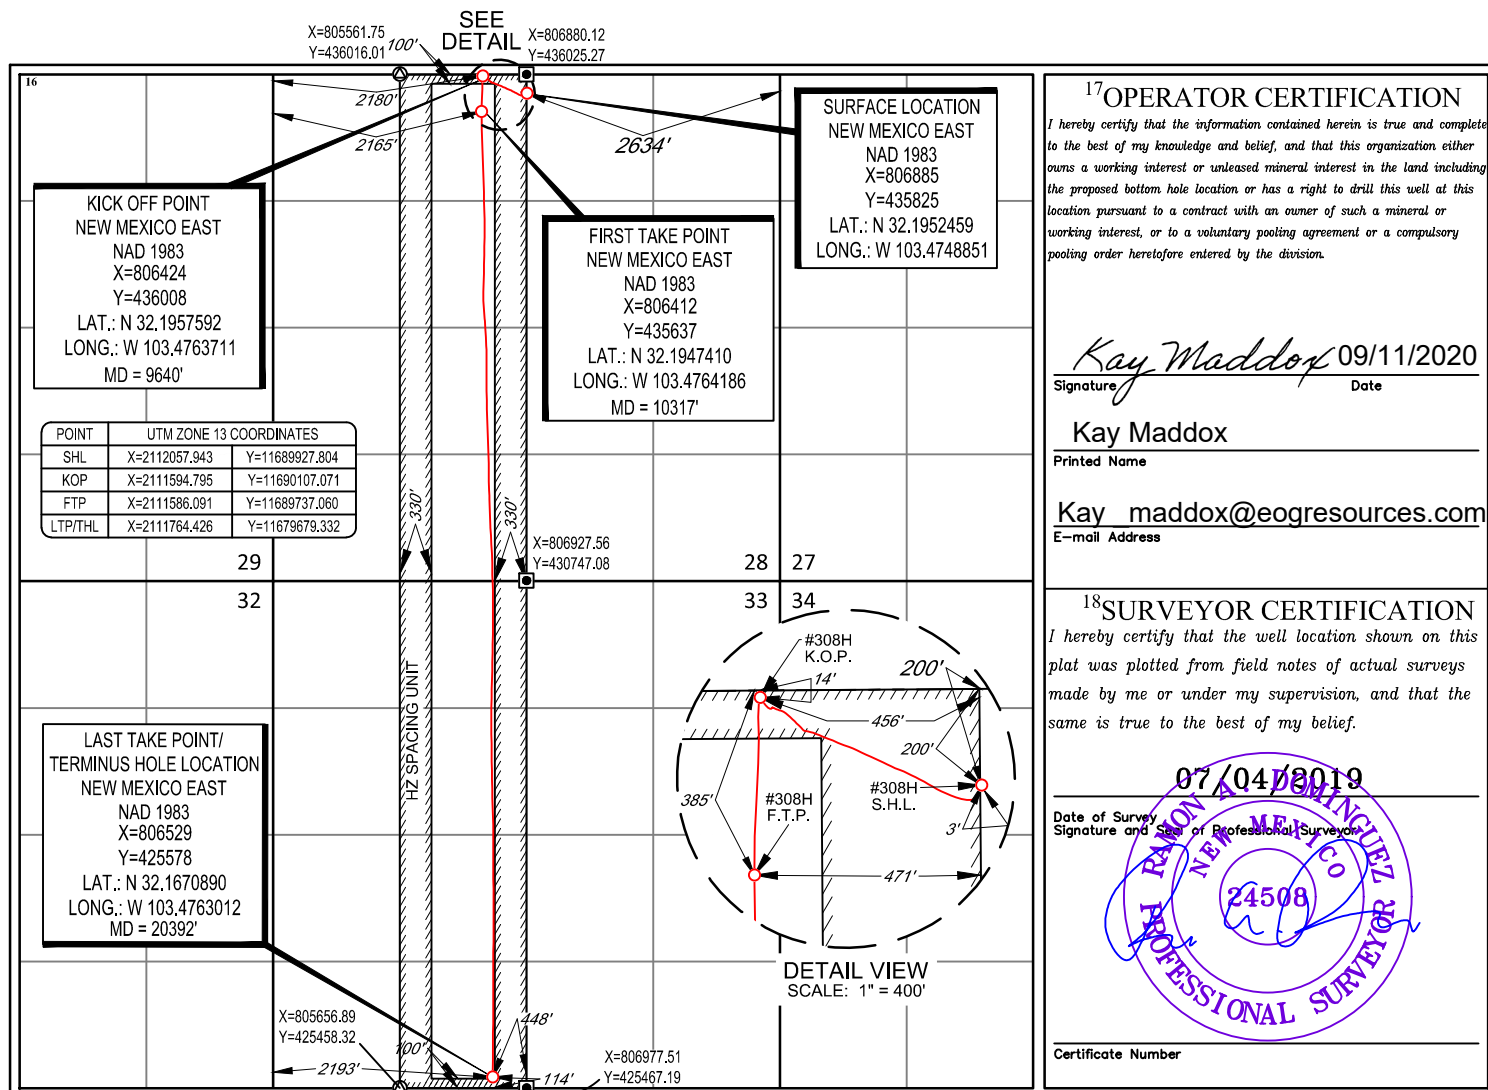 SEE
DETAIL
X=805561.75
Y=436016.01
100'
X=806880.12
Y=436025.27
16
2180'
2165'
2634'
SURFACE LOCATION
NEW MEXICO EAST
NAD 1983
X=806885
Y=435825
LAT.: N 32.1952459
LONG.: W 103.4748851
KICK OFF POINT
NEW MEXICO EAST
NAD 1983
X=806424
Y=436008
LAT.: N 32.1957592
LONG.: W 103.4763711
MD = 9640'
FIRST TAKE POINT
NEW MEXICO EAST
NAD 1983
X=806412
Y=435637
LAT.: N 32.1947410
LONG.: W 103.4764186
MD = 10317'
POINT UTM ZONE 13 COORDINATES
SHL X=2112057.943 Y=11689927.804
KOP X=2111594.795 Y=11690107.071
FTP X=2111586.091 Y=11689737.060
LTP/THL X=2111764.426 Y=11679679.332
330'
330'
X=806927.56
Y=430747.08
29
28 27
32
33 34
HZ SPACING UNIT
LAST TAKE POINT/
TERMINUS HOLE LOCATION
NEW MEXICO EAST
NAD 1983
X=806529
Y=425578
LAT.: N 32.1670890
LONG.: W 103.4763012
MD = 20392'
#308H
K.O.P.
14'
200'
456'
200'
385'
#308H
F.T.P.
#308H
S.H.L.
3'
471'
DETAIL VIEW
SCALE: 1" = 400'
X=805656.89
Y=425458.32
448'
100'
2193'
114'
X=806977.51
Y=425467.19
17OPERATOR CERTIFICATION
I hereby certify that the information contained herein is true and complete
to the best of my knowledge and belief, and that this organization either
owns a working interest or unleased mineral interest in the land including
the proposed bottom hole location or has a right to drill this well at this
location pursuant to a contract with an owner of such a mineral or
working interest, or to a voluntary pooling agreement or a compulsory
pooling order heretofore entered by the division.
Kay Maddox 09/11/2020
Signature Date
Kay Maddox
Printed Name
Kay_maddox@eogresources.com
E-mail Address
18SURVEYOR CERTIFICATION
I hereby certify that the well location shown on this
plat was plotted from field notes of actual surveys
made by me or under my supervision, and that the
same is true to the best of my belief.
07/04/2019
Date of Survey
Signature and Seal of Professional Surveyor
RAMON A. DOMINGUEZ
NEW MEXICO
24508
PROFESSIONAL SURVEYOR
Certificate Number